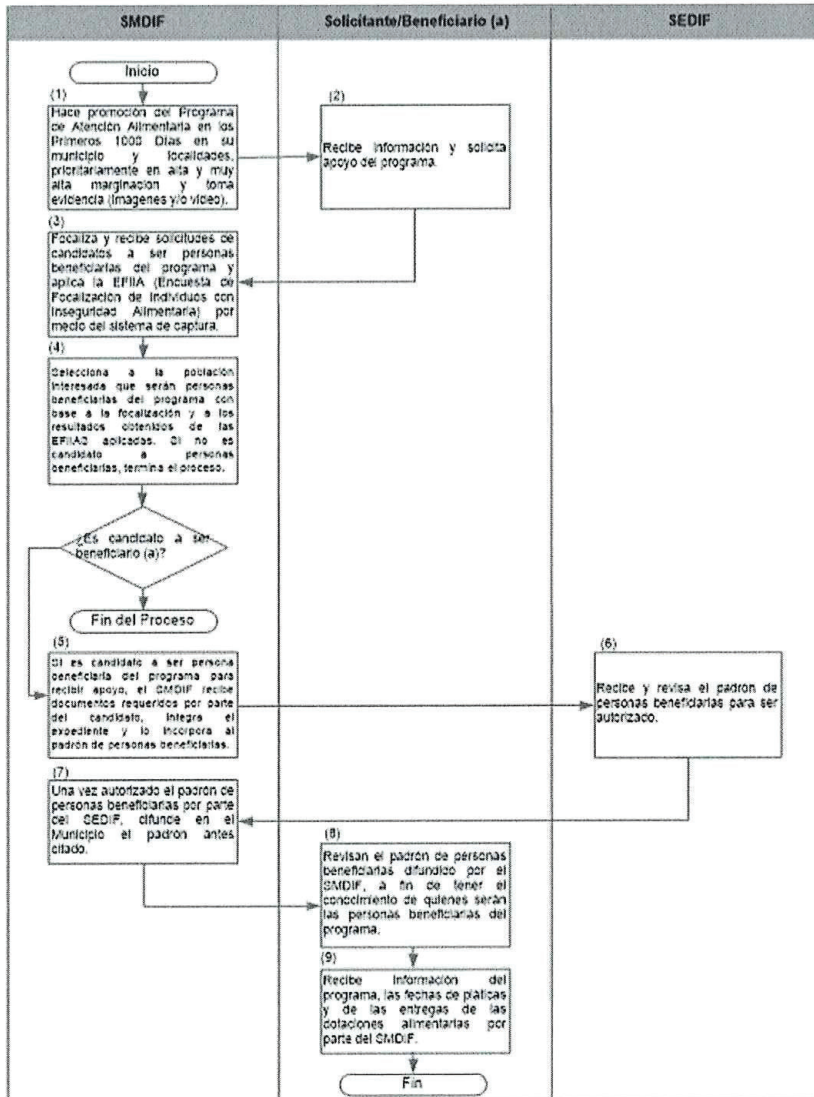 SMDIF
Solicitante/Beneficiario (a)
SEDIF
Inicio
(1)
Hace promoción del Programa
de Atención Alimentaria en los
Primeros 1000 Días en su
municipio y localidades,
prioritariamente en alta y muy
alta marginación y toma
evidencia (imágenes y/o video).
(2)
Recibe información y solicita
apoyo del programa.
(3)
Focaliza y recibe solicitudes de
candidatos a ser personas
beneficiarias del programa y
aplica la EFIIA (Encuesta de
Focalización de Individuos con
Inseguridad Alimentaria) por
medio del sistema de captura.
(4)
Selecciona a la población
interesada que serán personas
beneficiarias del programa con
base a la focalización y a los
resultados obtenidos de las
EFIIAS aplicadas. Si no es
candidato a personas
beneficiarias, termina el proceso.
¿Es candidato a ser
beneficiario (a)?
Fin del Proceso
(5)
Si es candidato a ser persona
beneficiaria del programa para
recibir apoyo, el SMDIF recibe
documentos requeridos por parte
del candidato, integra el
expediente y lo incorpora al
padrón de personas beneficiarias.
(6)
Recibe y revisa el padrón de
personas beneficiarias para ser
autorizado.
(7)
Una vez autorizado el padrón de
personas beneficiarias por parte
del SEDIF, difunde en el
Municipio el padrón antes
citado.
(8)
Revisan el padrón de personas
beneficiarias difundido por el
SMDIF, a fin de tener el
conocimiento de quienes serán
las personas beneficiarias del
programa.
(9)
Recibe información del
programa, las fechas de pláticas
y de las entregas de las
dotaciones alimentarias por
parte del SMDIF.
Fin